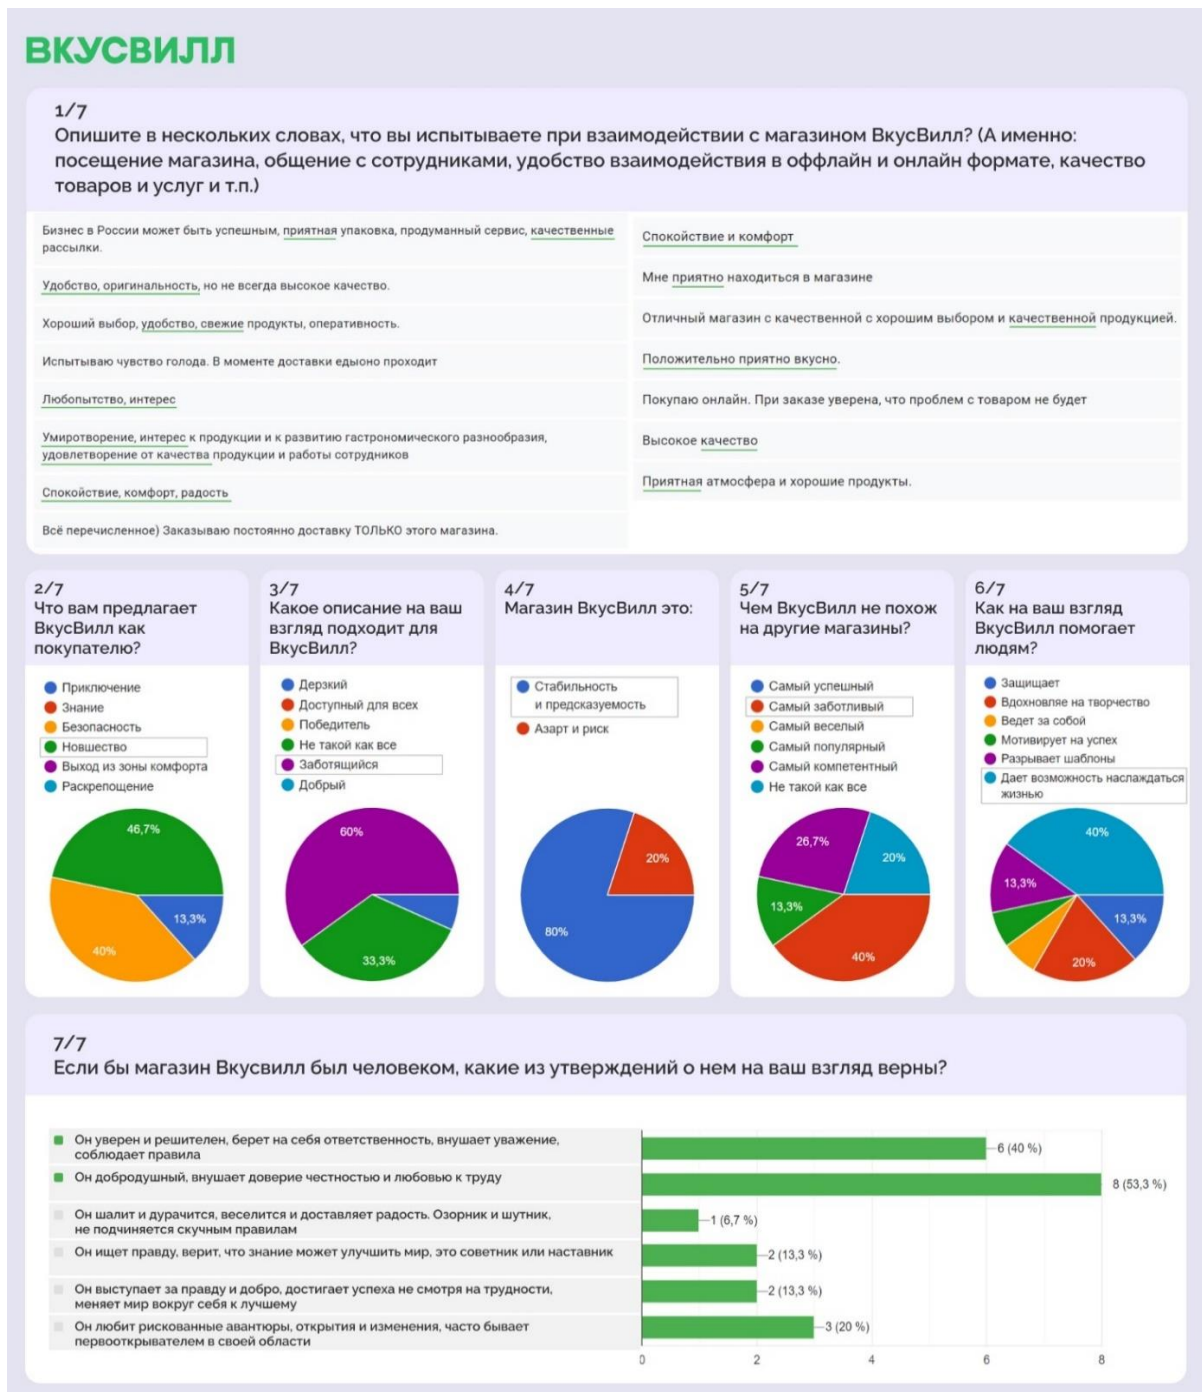 ВКУСВИЛЛ
1/7
Опишите в нескольких словах, что вы испытываете при взаимодействии с магазином ВкусВилл? (А именно:
посещение магазина, общение с сотрудниками, удобство взаимодействия в оффлайн и онлайн формате, качество
товаров и услуг и т.п.)
Бизнес в России может быть успешным, приятная упаковка, продуманный сервис, качественные
рассылки.
Удобство, оригинальность, но не всегда высокое качество.
Хороший выбор, удобство, свежие продукты, оперативность.
Испытываю чувство голода. В моменте доставки едыоно проходит
Любопытство, интерес
Умиротворение, интерес к продукции и к развитию гастрономического разнообразия,
удовлетворение от качества продукции и работы сотрудников
Спокойствие, комфорт, радость
Всё перечисленное) Заказываю постоянно доставку ТОЛЬКО этого магазина.
Спокойствие и комфорт
Мне приятно находиться в магазине
Отличный магазин с качественной с хорошим выбором и качественной продукцией.
Положительно приятно вкусно.
Покупаю онлайн. При заказе уверена, что проблем с товаром не будет
Высокое качество
Приятная атмосфера и хорошие продукты.
2/7
Что вам предлагает
ВкусВилл как
покупателю?
Приключение
Знание
Безопасность
Новшество
Выход из зоны комфорта
Раскрепощение
46,7%
13,3%
40%
3/7
Какое описание на ваш
взгляд подходит для
ВкусВилл?
Дерзкий
Доступный для всех
Победитель
Не такой как все
Заботящийся
Добрый
60%
33,3%
4/7
Магазин ВкусВилл это:
Стабильность
и предсказуемость
Азарт и риск
20%
80%
5/7
Чем ВкусВилл не похож
на другие магазины?
Самый успешный
Самый заботливый
Самый веселый
Самый популярный
Самый компетентный
Не такой как все
26,7%
20%
13,3%
40%
6/7
Как на ваш взгляд
ВкусВилл помогает
людям?
Защищает
Вдохновляе на творчество
Ведет за собой
Мотивирует на успех
Разрывает шаблоны
Дает возможность наслаждаться
жизнью
40%
13,3%
13,3%
20%
7/7
Если бы магазин Вкусвилл был человеком, какие из утверждений о нем на ваш взгляд верны?
Он уверен и решителен, берет на себя ответственность, внушает уважение,
соблюдает правила
6 (40 %)
Он добродушный, внушает доверие честностью и любовью к труду
8 (53,3 %)
Он шалит и дурачится, веселится и доставляет радость. Озорник и шутник,
не подчиняется скучным правилам
1 (6,7 %)
Он ищет правду, верит, что знание может улучшить мир, это советник или наставник
2 (13,3 %)
Он выступает за правду и добро, достигает успеха не смотря на трудности,
меняет мир вокруг себя к лучшему
2 (13,3 %)
Он любит рискованные авантюры, открытия и изменения, часто бывает
первооткрывателем в своей области
3 (20 %)
0 2 4 6 8